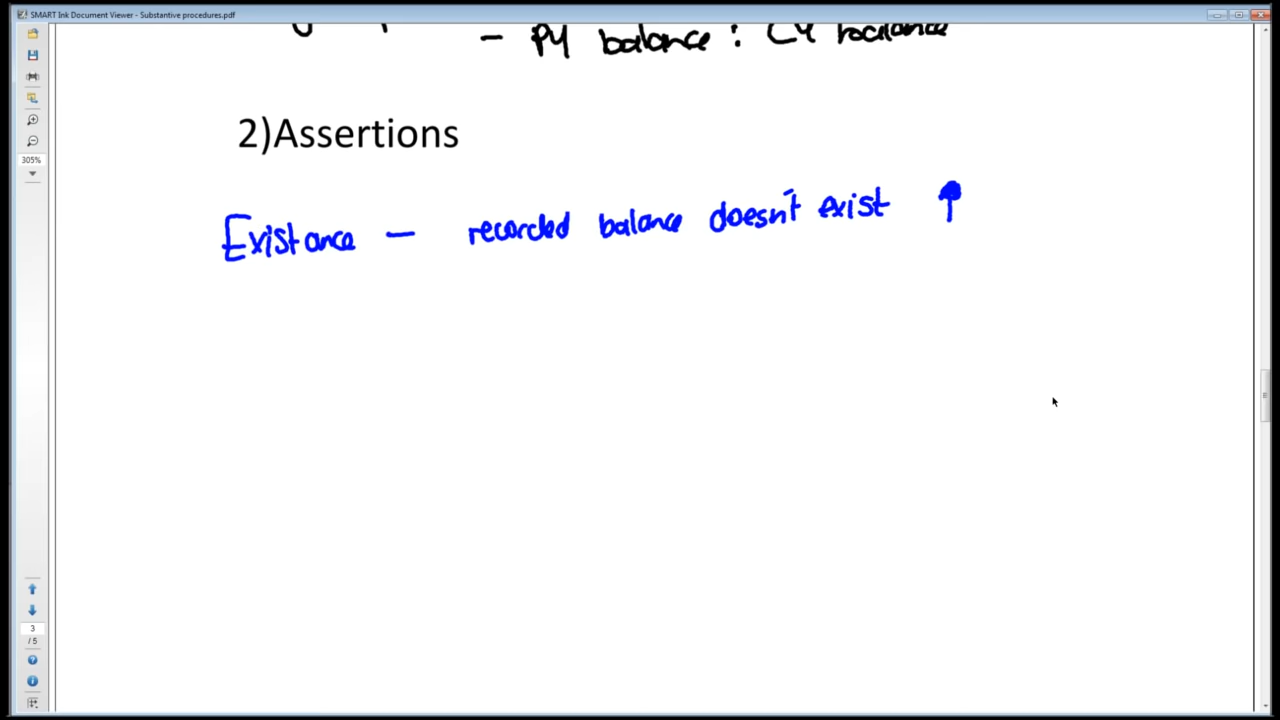 SMART Ink Document Viewer - Substantive procedures.pdf
- PY balance : CY balance
2)Assertions
Existance - recorded balance doesn't exist ↑
305%
3
/ 5